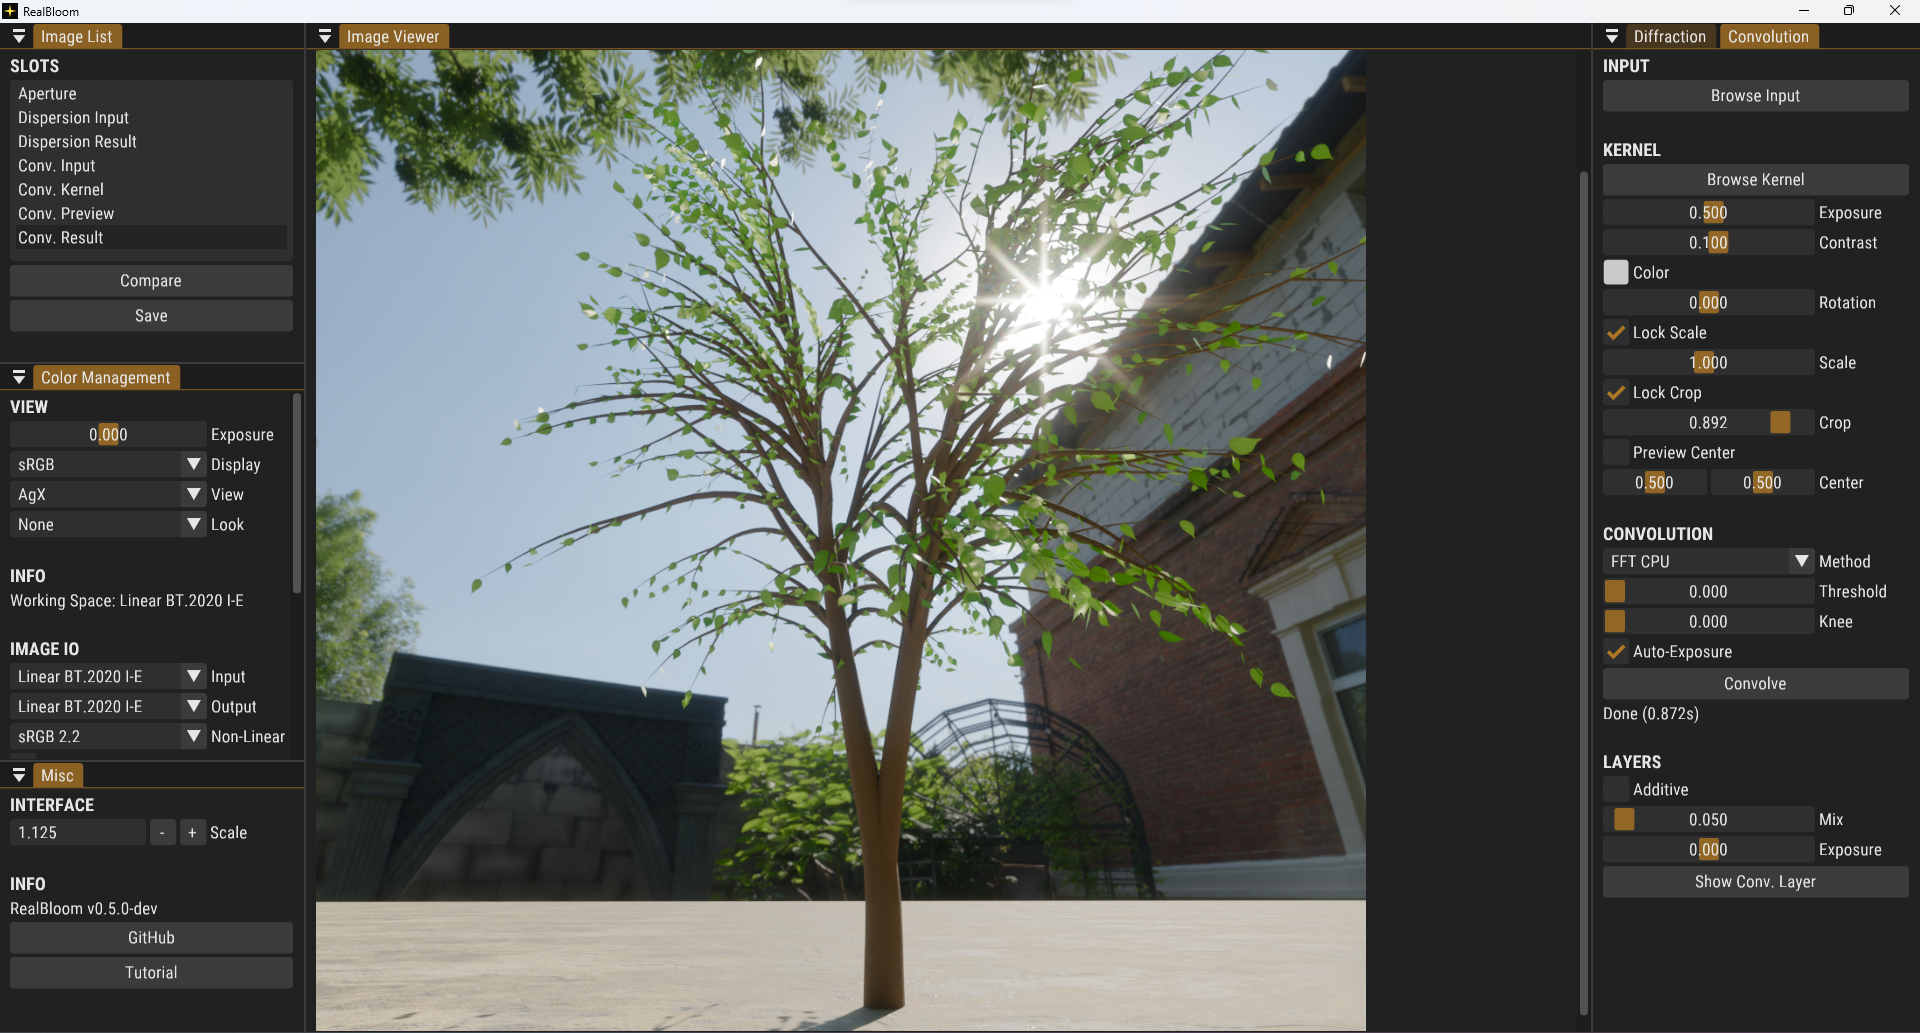 RealBloom
Image List
SLOTS
Aperture
Dispersion Input
Dispersion Result
Conv. Input
Conv. Kernel
Conv. Preview
Conv. Result
Compare
Save
Color Management
VIEW
0.000 Exposure
sRGB Display
AgX View
None Look
INFO
Working Space: Linear BT.2020 I-E
IMAGE IO
Linear BT.2020 I-E Input
Linear BT.2020 I-E Output
sRGB 2.2 Non-Linear
Misc
INTERFACE
1.125 - + Scale
INFO
RealBloom v0.5.0-dev
GitHub
Tutorial
Image Viewer
Diffraction Convolution
INPUT
Browse Input
KERNEL
Browse Kernel
0.500 Exposure
0.100 Contrast
Color
0.000 Rotation
Lock Scale
1.000 Scale
Lock Crop
0.892 Crop
Preview Center
0.500 0.500 Center
CONVOLUTION
FFT CPU Method
0.000 Threshold
0.000 Knee
Auto-Exposure
Convolve
Done (0.872s)
LAYERS
Additive
0.050 Mix
0.000 Exposure
Show Conv. Layer